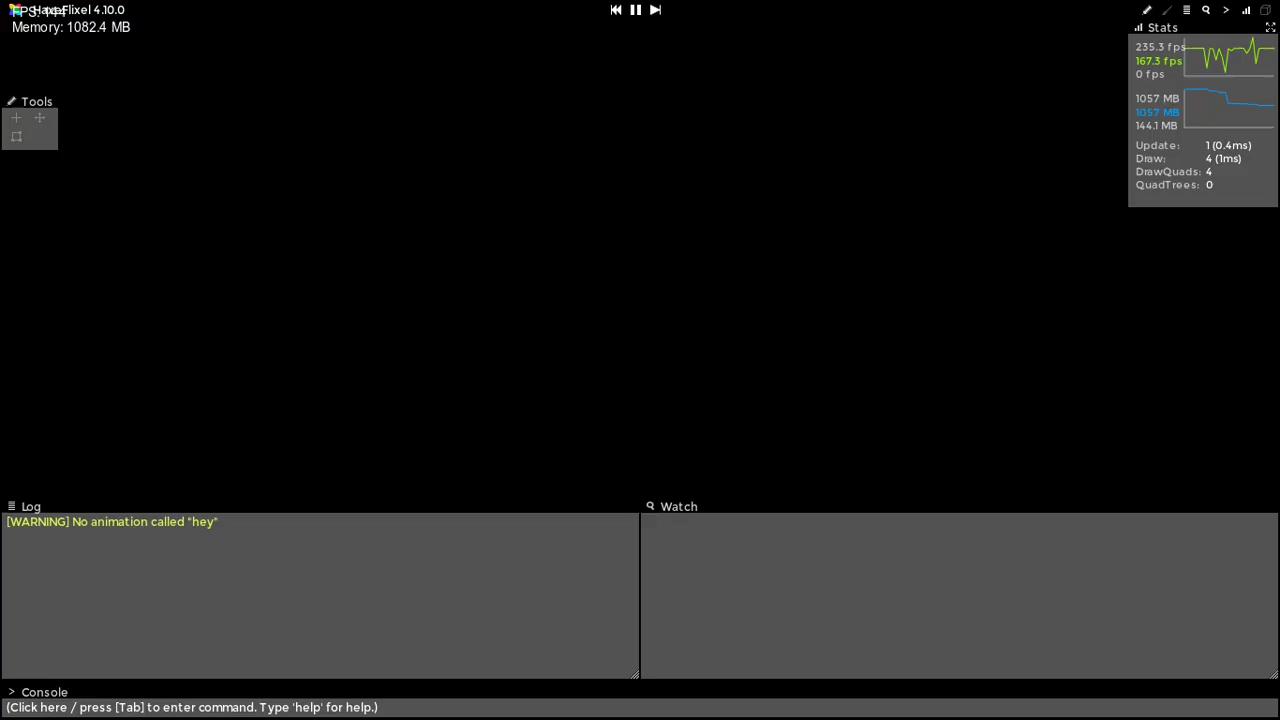 HaxeFlixel 4.10.0
Memory: 1082.4 MB
Stats
235.3 fps
167.3 fps
0 fps
1057 MB
1057 MB
144.1 MB
Update: 1 (0.4ms)
Draw: 4 (1ms)
DrawQuads: 4
QuadTrees: 0
Tools
Log
[WARNING] No animation called "hey"
Watch
> Console
(Click here / press [Tab] to enter command. Type 'help' for help.)